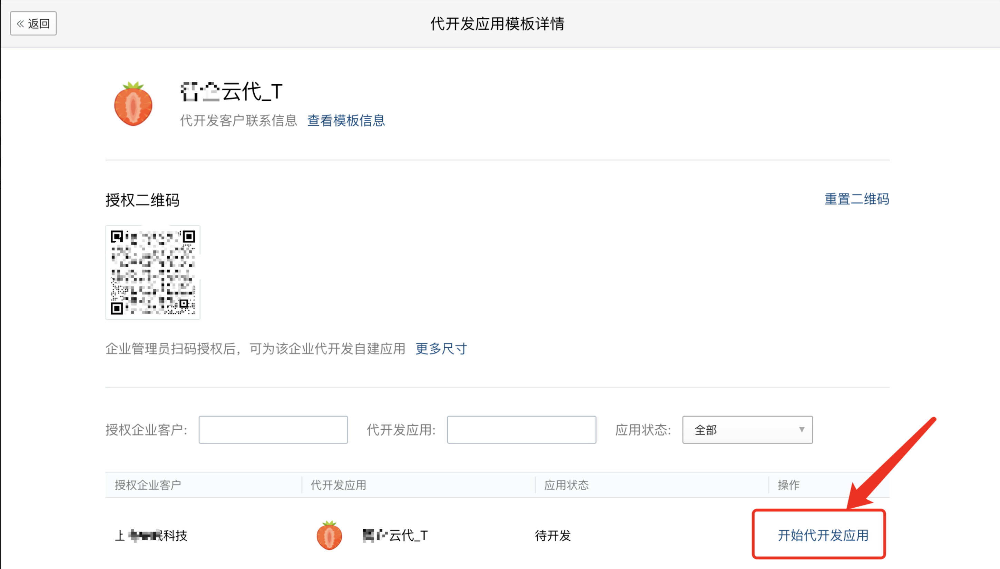 « 返回
代开发应用模板详情
云代_T
代开发客户联系信息 查看模板信息
授权二维码
重置二维码
企业管理员扫码授权后，可为该企业代开发自建应用 更多尺寸
授权企业客户:
代开发应用:
应用状态: 全部
授权企业客户 代开发应用 应用状态 操作
上 科技 云代_T 待开发 开始代开发应用